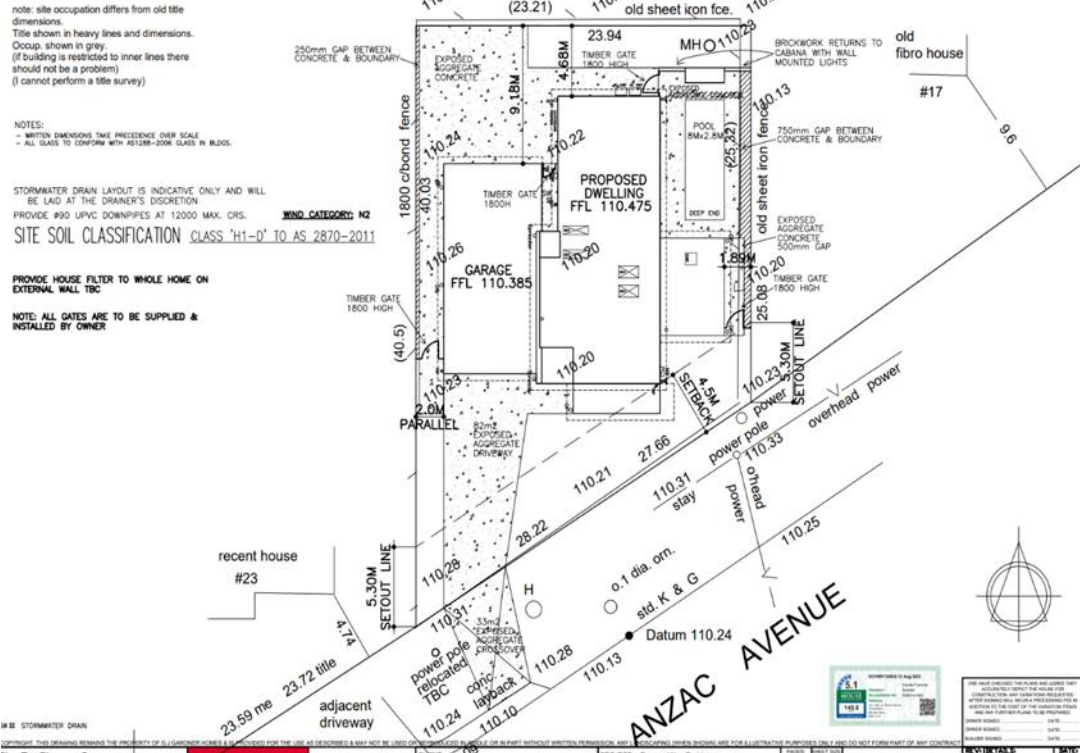 note: site occupation differs from old title
dimensions.
Title shown in heavy lines and dimensions.
Occup. shown in grey.
(if building is restricted to inner lines there
should not be a problem)
(I cannot perform a title survey)
NOTES:
- WRITTEN DIMENSIONS TAKE PRECEDENCE OVER SCALE
- ALL GLASS TO CONFORM WITH AS1288-2006 GLASS IN BLDGS.
STORMWATER DRAIN LAYOUT IS INDICATIVE ONLY AND WILL
BE LAID AT THE DRAINER'S DISCRETION
PROVIDE Ø90 UPVC DOWNPIPES AT 12000 MAX. CRS.
WIND CATEGORY: N2
SITE SOIL CLASSIFICATION CLASS 'H1-D' TO AS 2870-2011
PROVIDE HOUSE FILTER TO WHOLE HOME ON
EXTERNAL WALL TBC
NOTE: ALL GATES ARE TO BE SUPPLIED &
INSTALLED BY OWNER
(23.21)
old sheet iron fce.
23.94
MH
110.23
250mm GAP BETWEEN
CONCRETE & BOUNDARY
EXPOSED
AGGREGATE
CONCRETE
9.18M
4.68M
TIMBER GATE
1800 HIGH
BRICKWORK RETURNS TO
CABANA WITH WALL
MOUNTED LIGHTS
old
fibro house
#17
9.6
110.13
750mm GAP BETWEEN
CONCRETE & BOUNDARY
POOL
8Mx2.8M
DEEP END
(25.32)
old sheet iron fence
1800 c/bond fence
40.03
110.24
110.22
TIMBER GATE
1800H
PROPOSED
DWELLING
FFL 110.475
110.26
GARAGE
FFL 110.385
110.20
EXPOSED
AGGREGATE
CONCRETE
500mm GAP
1.89M
110.20
TIMBER GATE
1800 HIGH
25.08
TIMBER GATE
1800 HIGH
(40.5)
110.23
110.20
2.0M
PARALLEL
82m2
EXPOSED
AGGREGATE
DRIVEWAY
4.5M
SETBACK
110.23
5.30M
SETOUT LINE
power
power pole
110.33
overhead power
27.66
110.21
110.31
stay
o'head
power
110.25
28.22
recent house
#23
5.30M
SETOUT LINE
110.28
4.74
H
o.1 dia. orn.
std. K & G
110.31
33m2
EXPOSED
AGGREGATE
CROSSOVER
power pole
relocated
TBC
conc
layback
110.28
110.13
Datum 110.24
ANZAC AVENUE
23.72 title
23.59 me
adjacent
driveway
110.24
110.10
5.1
HOUSE
STORMWATER DRAIN